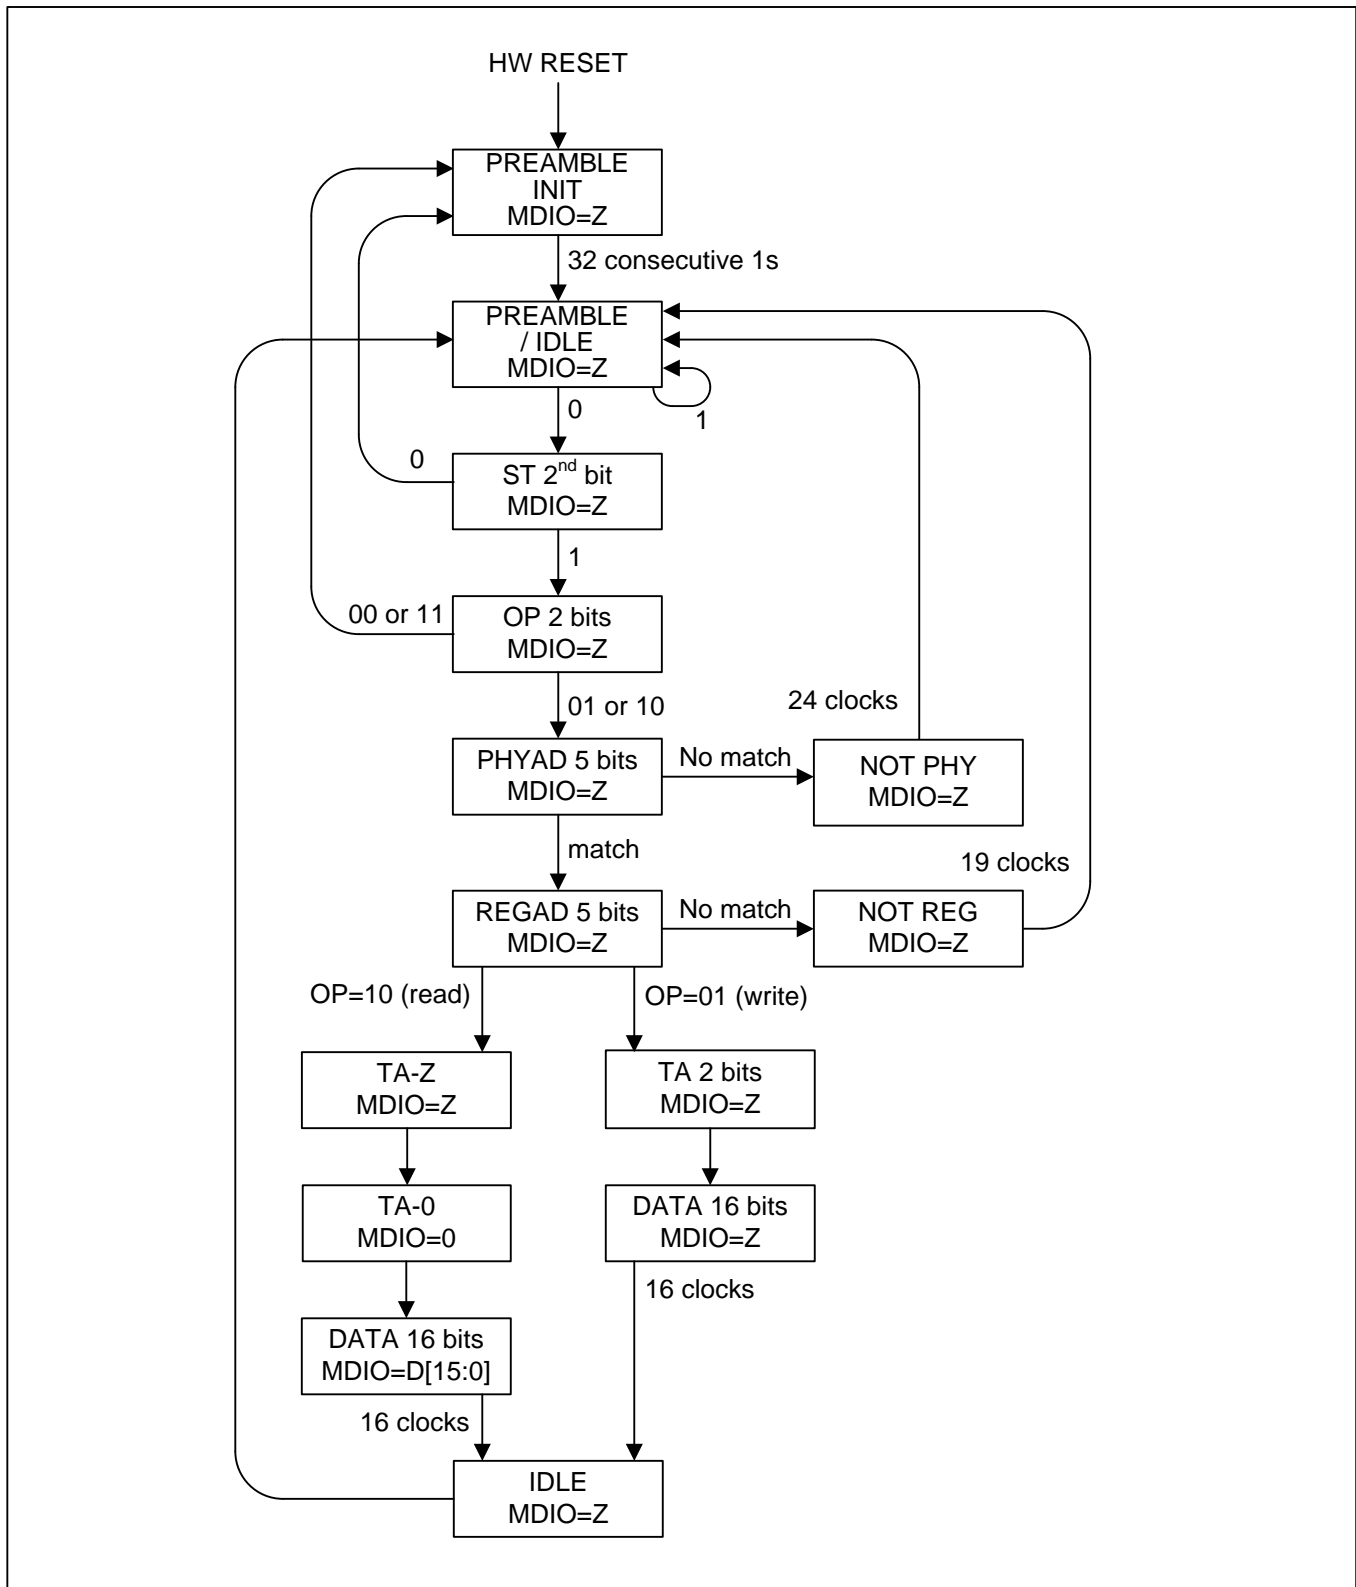 HW RESET
PREAMBLE
INIT
MDIO=Z
32 consecutive 1s
PREAMBLE
/ IDLE
MDIO=Z
1
0
0
ST 2nd bit
MDIO=Z
1
00 or 11
OP 2 bits
MDIO=Z
01 or 10
24 clocks
PHYAD 5 bits
MDIO=Z
No match
NOT PHY
MDIO=Z
match
19 clocks
REGAD 5 bits
MDIO=Z
No match
NOT REG
MDIO=Z
OP=10 (read)
OP=01 (write)
TA-Z
MDIO=Z
TA 2 bits
MDIO=Z
TA-0
MDIO=0
DATA 16 bits
MDIO=Z
16 clocks
DATA 16 bits
MDIO=D[15:0]
16 clocks
IDLE
MDIO=Z